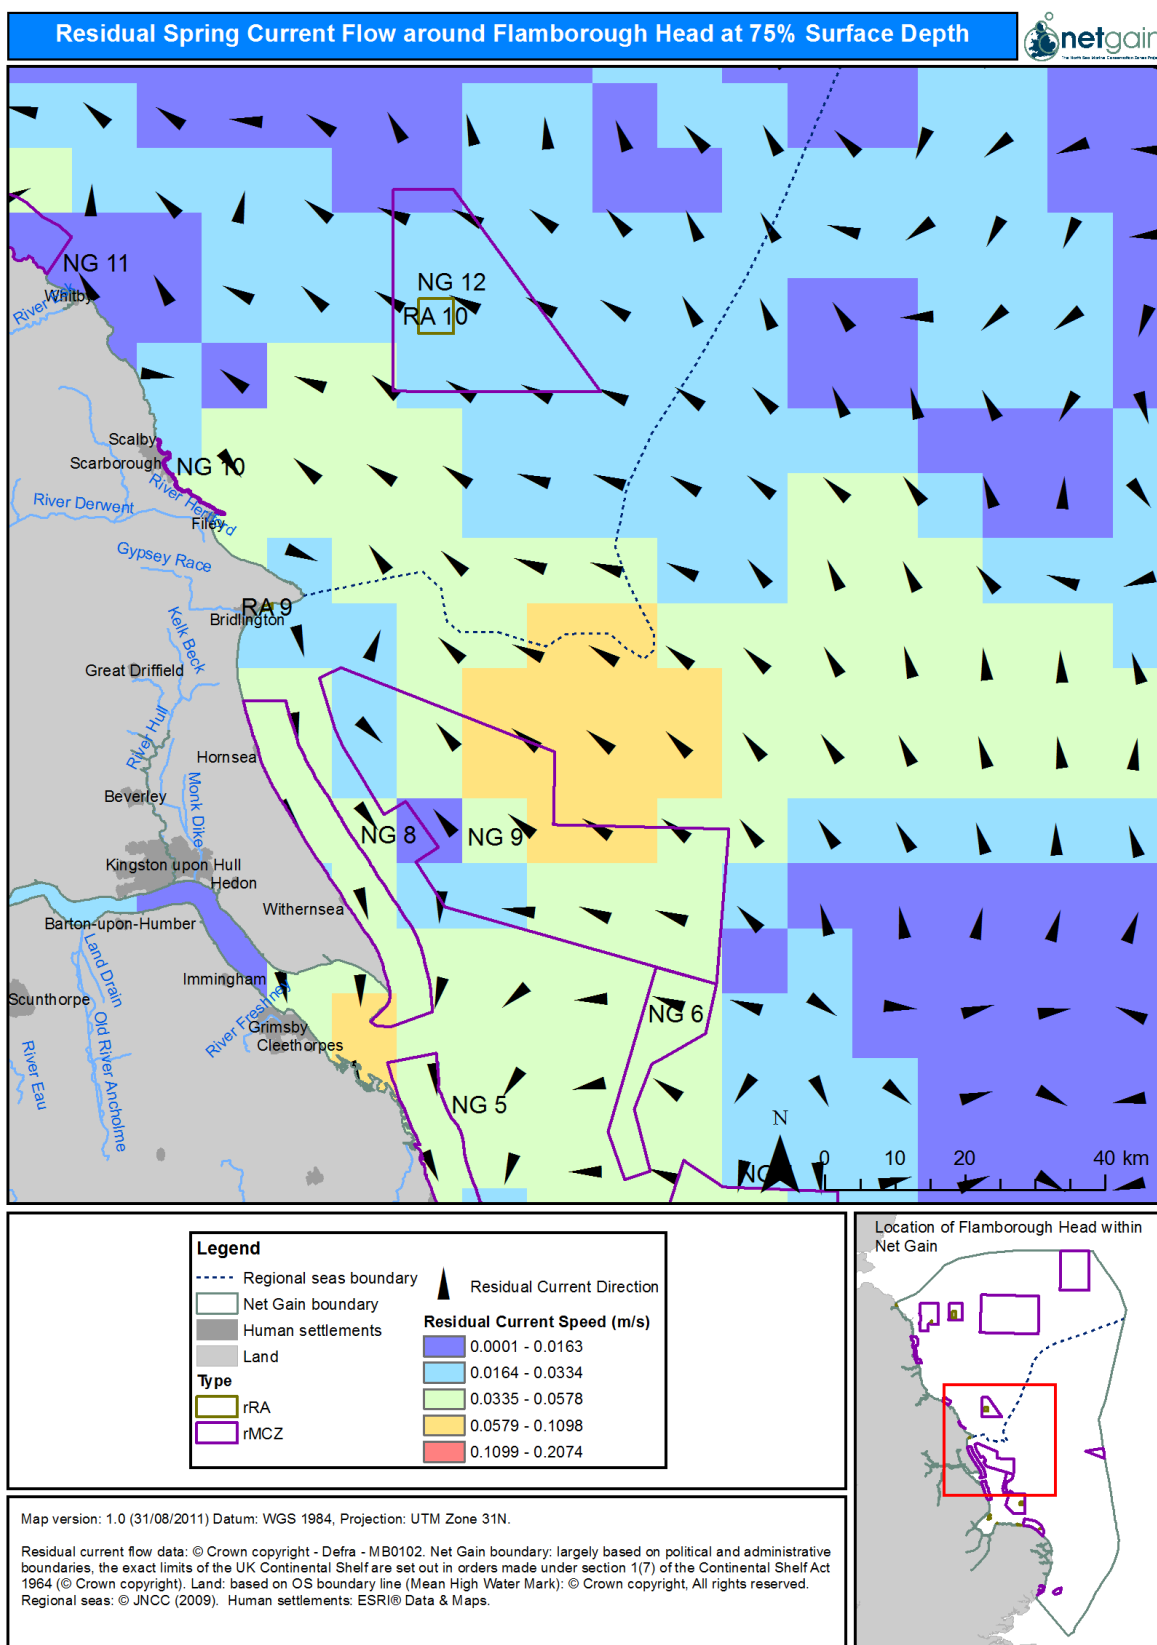 Residual Spring Current Flow around Flamborough Head at 75% Surface Depth
netgain
NG 11
Whitby
NG 12
RA 10
Scalby
Scarborough
NG 10
River Derwent
River Hertford
Filey
Gypsey Race
RA 9
Bridlington
Kelk Beck
Great Driffield
River Hull
Hornsea
Beverley
Monk Dike
NG 8
NG 9
Kingston upon Hull
Hedon
Withernsea
Barton-upon-Humber
Land Drain
Immingham
Scunthorpe
River Freshney
Grimsby
Cleethorpes
Old River Ancholme
River Eau
NG 6
NG 5
N
0 10 20 40 km
Legend
Regional seas boundary
Net Gain boundary
Human settlements
Land
Type
rRA
rMCZ
Residual Current Direction
Residual Current Speed (m/s)
0.0001 - 0.0163
0.0164 - 0.0334
0.0335 - 0.0578
0.0579 - 0.1098
0.1099 - 0.2074
Location of Flamborough Head within
Net Gain
Map version: 1.0 (31/08/2011) Datum: WGS 1984, Projection: UTM Zone 31N.
Residual current flow data: © Crown copyright - Defra - MB0102. Net Gain boundary: largely based on political and administrative
boundaries, the exact limits of the UK Continental Shelf are set out in orders made under section 1(7) of the Continental Shelf Act
1964 (© Crown copyright). Land: based on OS boundary line (Mean High Water Mark): © Crown copyright, All rights reserved.
Regional seas: © JNCC (2009). Human settlements: ESRI® Data & Maps.